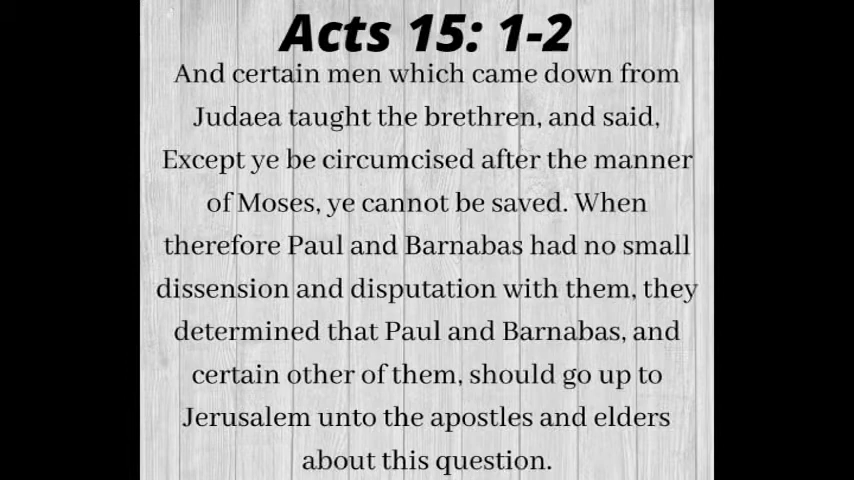 Acts 15: 1-2
And certain men which came down from
Judaea taught the brethren, and said,
Except ye be circumcised after the manner
of Moses, ye cannot be saved. When
therefore Paul and Barnabas had no small
dissension and disputation with them, they
determined that Paul and Barnabas, and
certain other of them, should go up to
Jerusalem unto the apostles and elders
about this question.